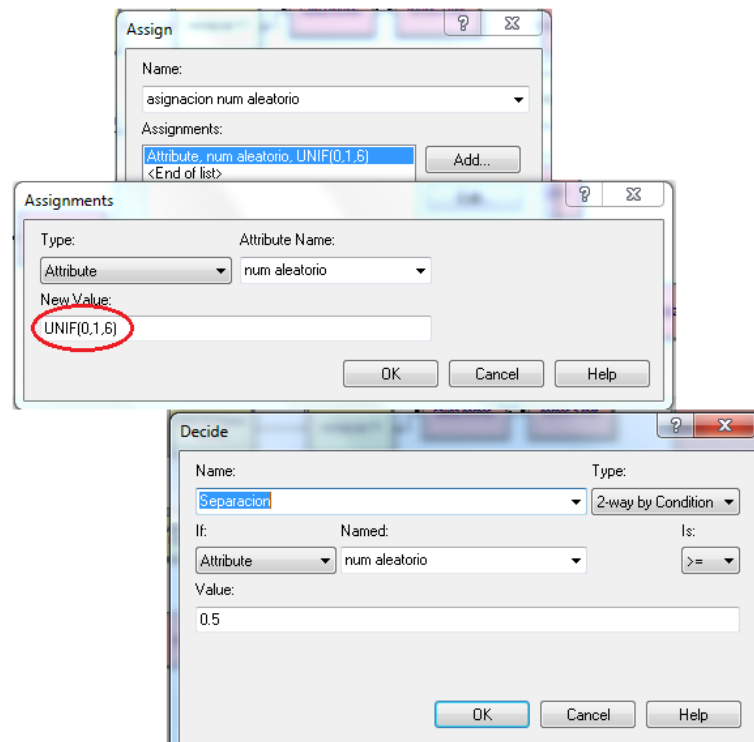 Assign
Name:
asignacion num aleatorio
Assignments:
Attribute, num aleatorio, UNIF(0,1,6)
<End of list>
Add...
Assignments
Type:
Attribute Name:
Attribute
num aleatorio
New Value:
UNIF(0,1,6)
OK
Cancel
Help
Decide
Name:
Type:
Separacion
2-way by Condition
If:
Named:
Is:
Attribute
num aleatorio
>=
Value:
0.5
OK
Cancel
Help